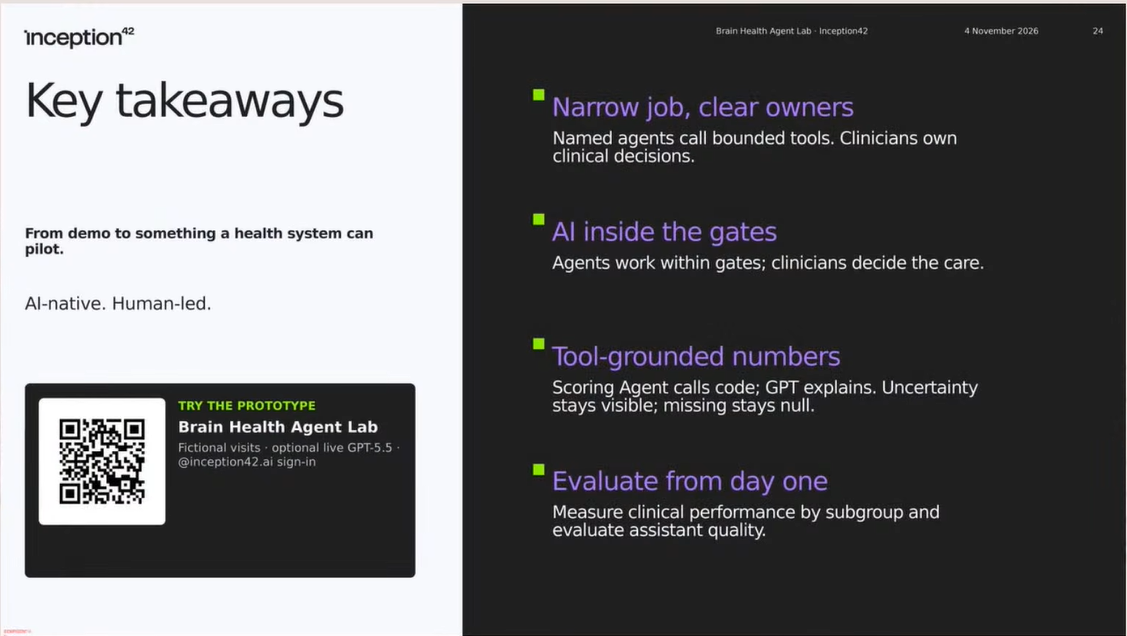 inception42
Key takeaways
From demo to something a health system can
pilot.
AI-native. Human-led.
TRY THE PROTOTYPE
Brain Health Agent Lab
Fictional visits · optional live GPT-5.5 ·
@inception42.ai sign-in
Brain Health Agent Lab · Inception42
4 November 2026
24
Narrow job, clear owners
Named agents call bounded tools. Clinicians own
clinical decisions.
AI inside the gates
Agents work within gates; clinicians decide the care.
Tool-grounded numbers
Scoring Agent calls code; GPT explains. Uncertainty
stays visible; missing stays null.
Evaluate from day one
Measure clinical performance by subgroup and
evaluate assistant quality.